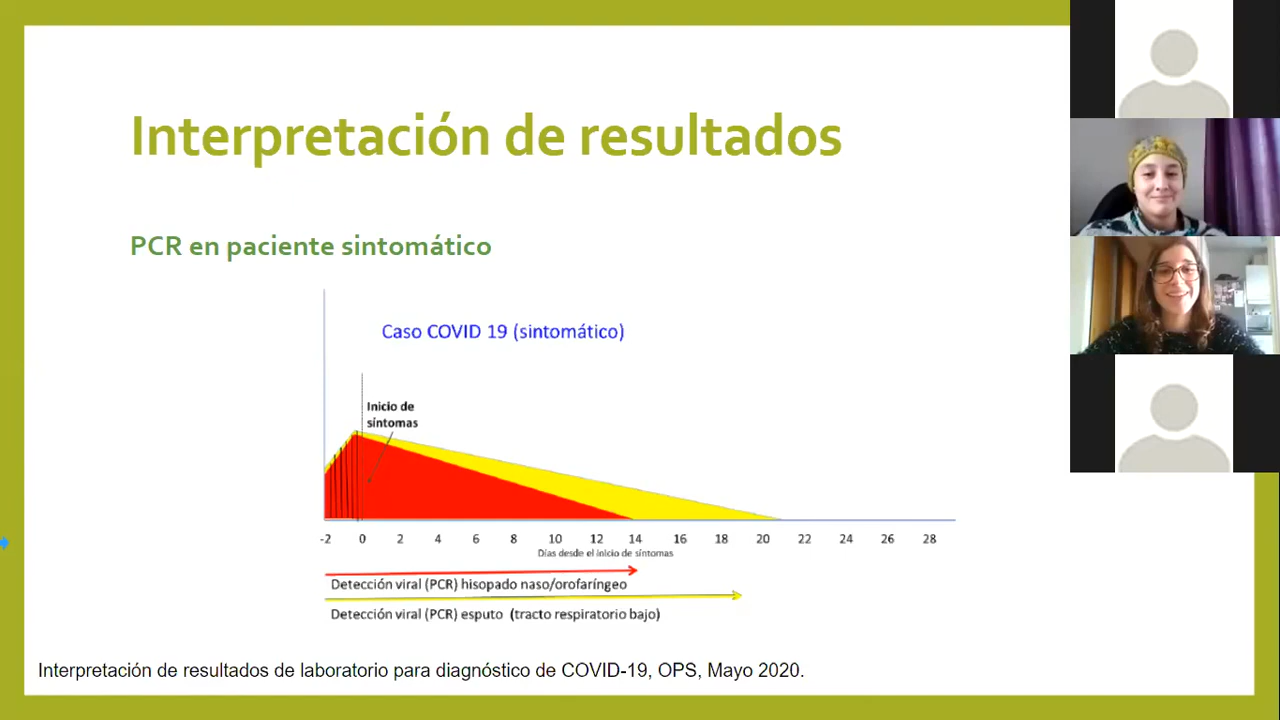 Interpretación de resultados
PCR en paciente sintomático
Caso COVID 19 (sintomático)
Inicio de
síntomas
-2 0 2 4 6 8 10 12 14 16 18 20 22 24 26 28
Días desde el inicio de síntomas
Detección viral (PCR) hisopado naso/orofaríngeo
Detección viral (PCR) esputo (tracto respiratorio bajo)
Interpretación de resultados de laboratorio para diagnóstico de COVID-19, OPS, Mayo 2020.